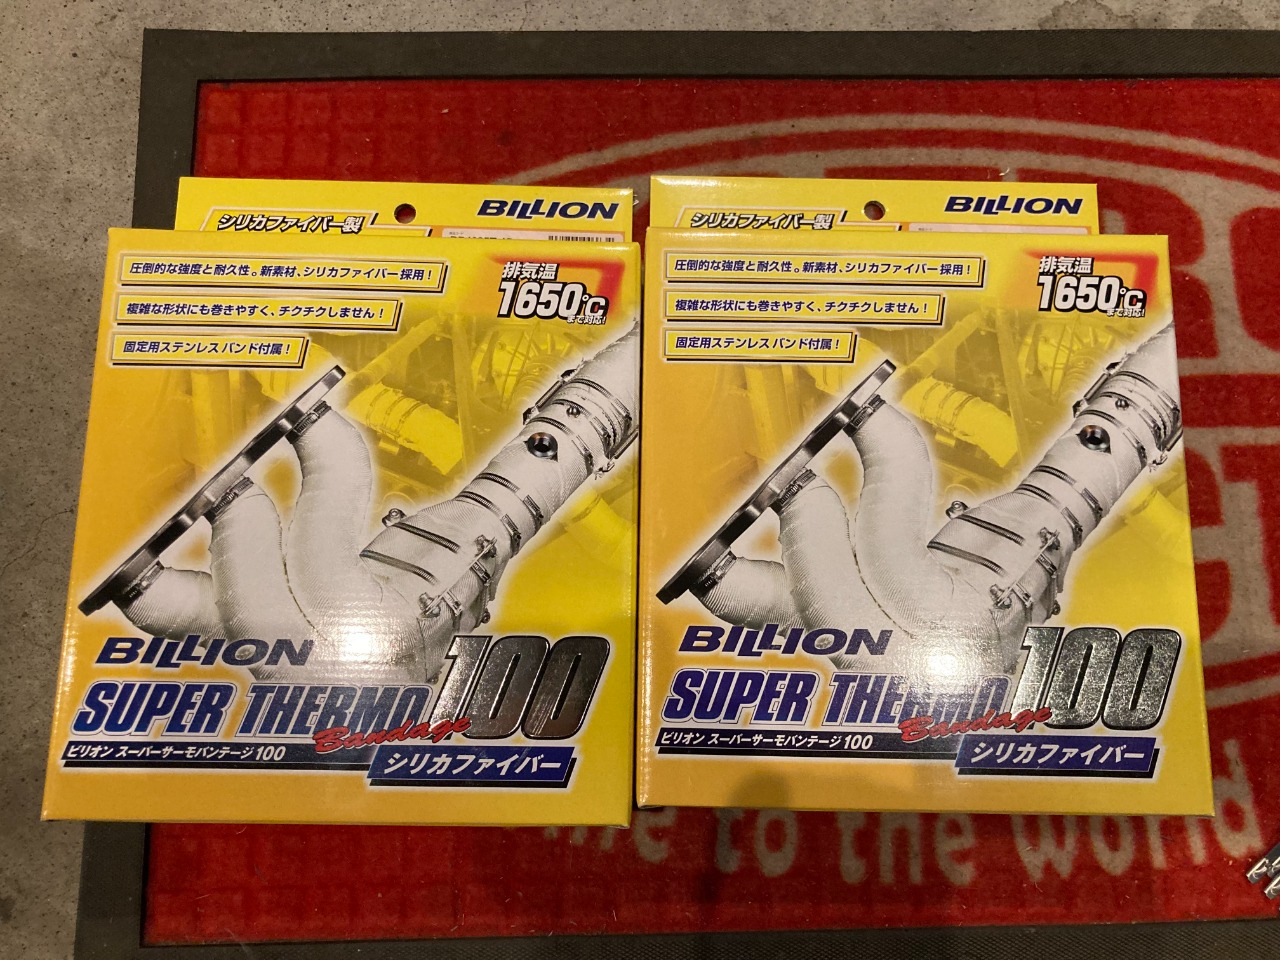 シリカファイバー製
BILLION
圧倒的な強度と耐久性。新素材、シリカファイバー採用！
複雑な形状にも巻きやすく、チクチクしません！
固定用ステンレスバンド付属！
排気温
1650℃
まで対応!
BILLION
SUPER THERMO 100
Bandage
ビリオン スーパーサーモバンテージ100
シリカファイバー
シリカファイバー製
BILLION
圧倒的な強度と耐久性。新素材、シリカファイバー採用！
複雑な形状にも巻きやすく、チクチクしません！
固定用ステンレスバンド付属！
排気温
1650℃
まで対応!
BILLION
SUPER THERMO 100
Bandage
ビリオン スーパーサーモバンテージ100
シリカファイバー
to the world